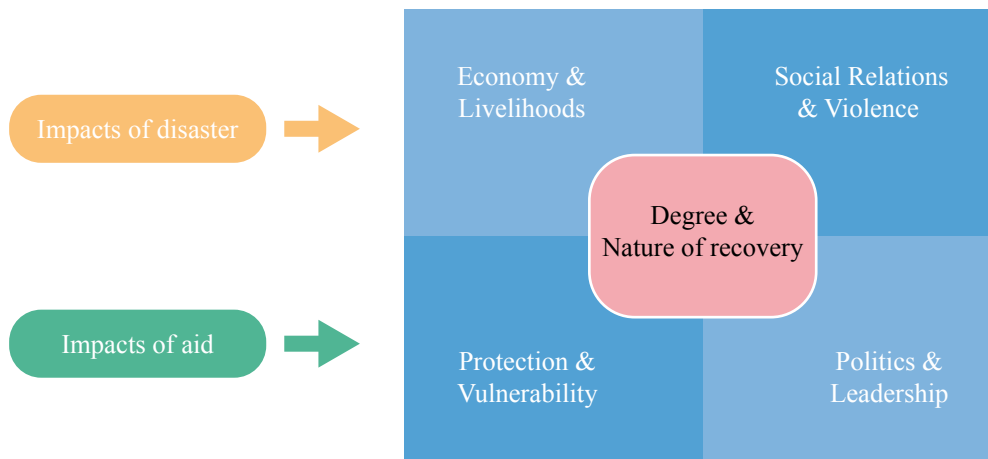 Economy &
Livelihoods
Social Relations
& Violence
Impacts of disaster
Degree &
Nature of recovery
Impacts of aid
Protection &
Vulnerability
Politics &
Leadership